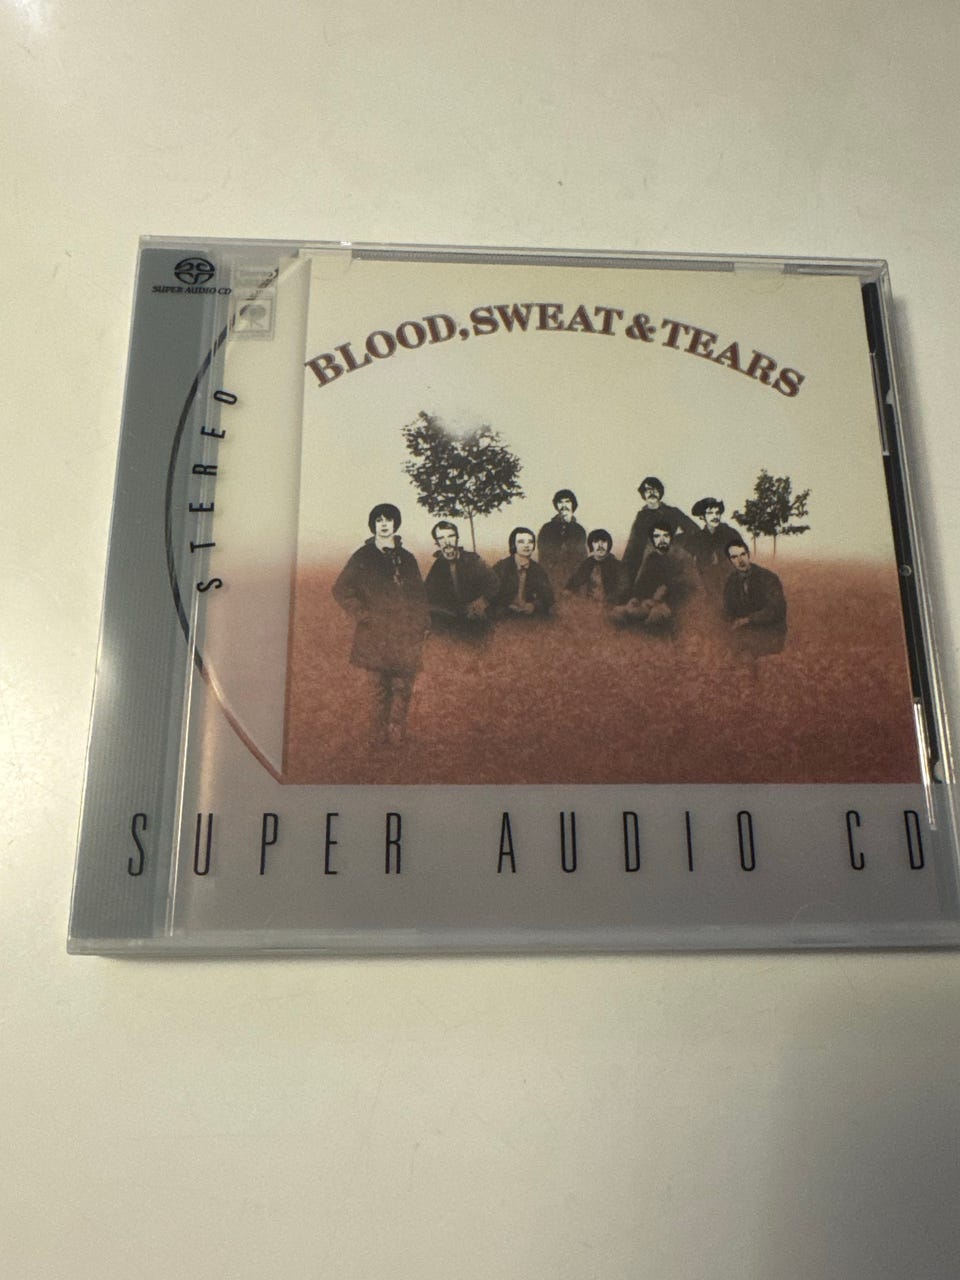 SUPER AUDIO CD
BLOOD, SWEAT & TEARS
STEREO
SUPER AUDIO CD